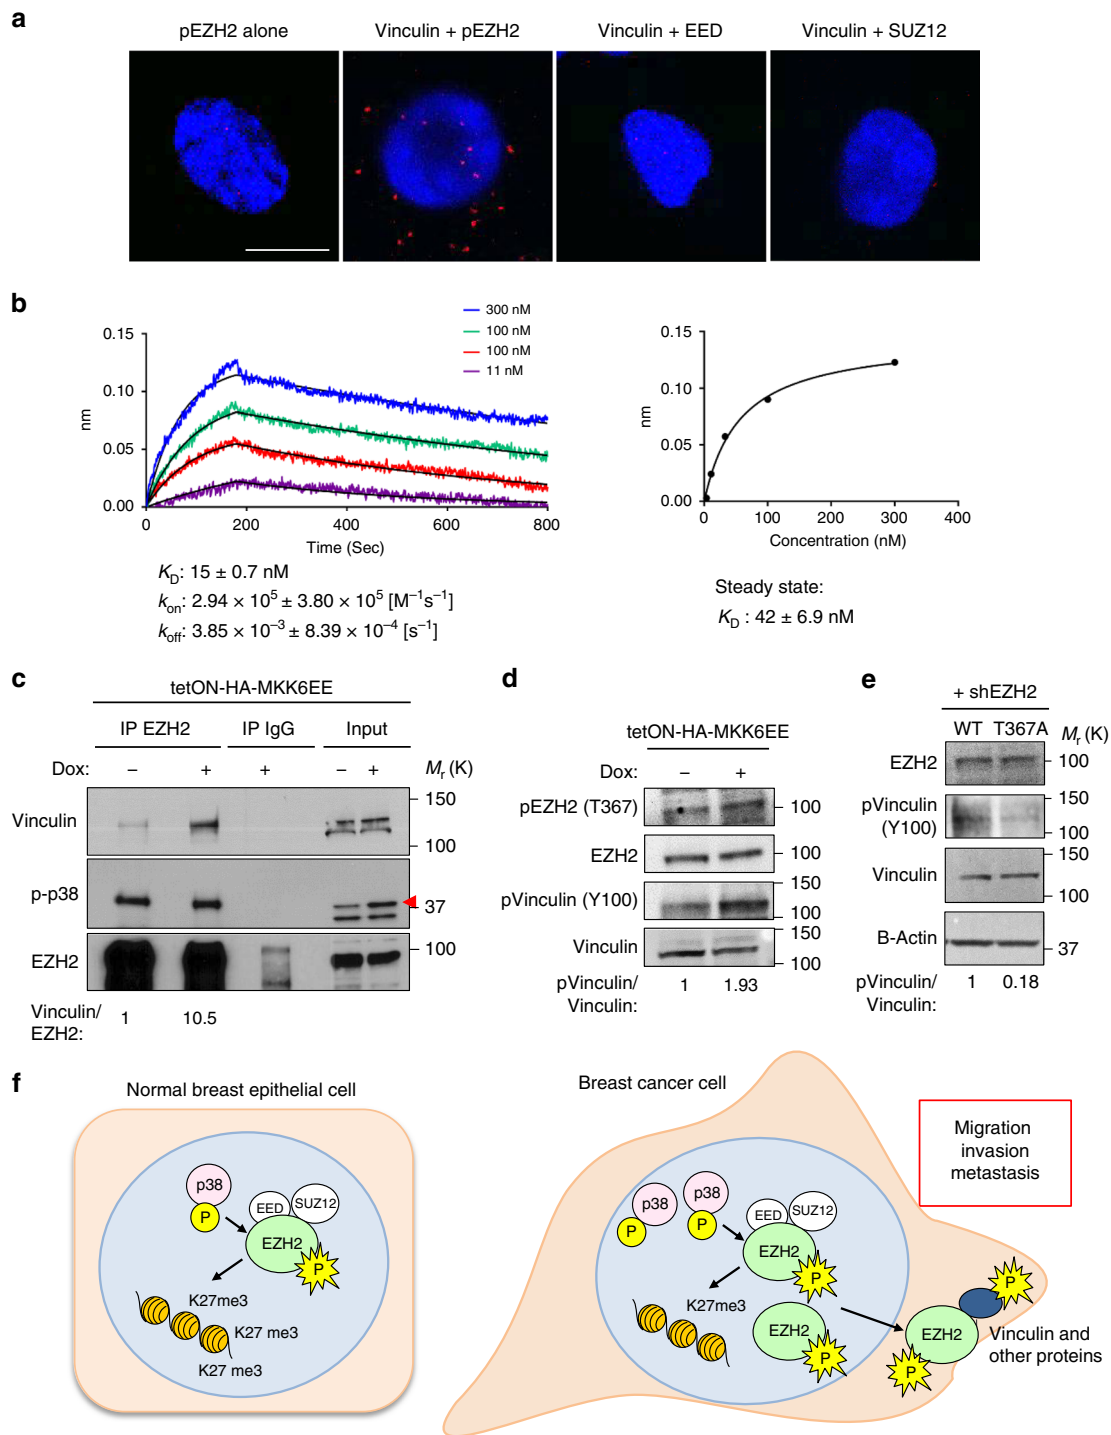 a
pEZH2 alone
Vinculin + pEZH2
Vinculin + EED
Vinculin + SUZ12
b
300 nM
100 nM
100 nM
11 nM
0.15
0.10
0.05
0.00
nm
0
200
400
600
800
Time (Sec)
K_D: 15 ± 0.7 nM
k_on: 2.94 × 10^5 ± 3.80 × 10^5 [M^−1s^−1]
k_off: 3.85 × 10^−3 ± 8.39 × 10^−4 [s^−1]
0.15
0.10
0.05
0.00
nm
0
100
200
300
400
Concentration (nM)
Steady state:
K_D : 42 ± 6.9 nM
c
tetON-HA-MKK6EE
IP EZH2
IP IgG
Input
Dox: − + + − +
M_r (K)
Vinculin
150
100
p-p38
37
EZH2
100
Vinculin/
EZH2:
1
10.5
d
tetON-HA-MKK6EE
Dox: − +
pEZH2 (T367)
100
EZH2
100
pVinculin (Y100)
150
100
Vinculin
150
100
pVinculin/
Vinculin:
1
1.93
e
+ shEZH2
WT T367A
M_r (K)
EZH2
100
pVinculin
(Y100)
150
100
Vinculin
150
100
B-Actin
37
pVinculin/
Vinculin:
1
0.18
f
Normal breast epithelial cell
p38
P
EED
SUZ12
EZH2
P
K27me3
K27 me3
K27 me3
Breast cancer cell
p38
P
p38
P
EED
SUZ12
EZH2
P
K27me3
EZH2
P
EZH2
P
P
Vinculin and
other proteins
Migration
invasion
metastasis